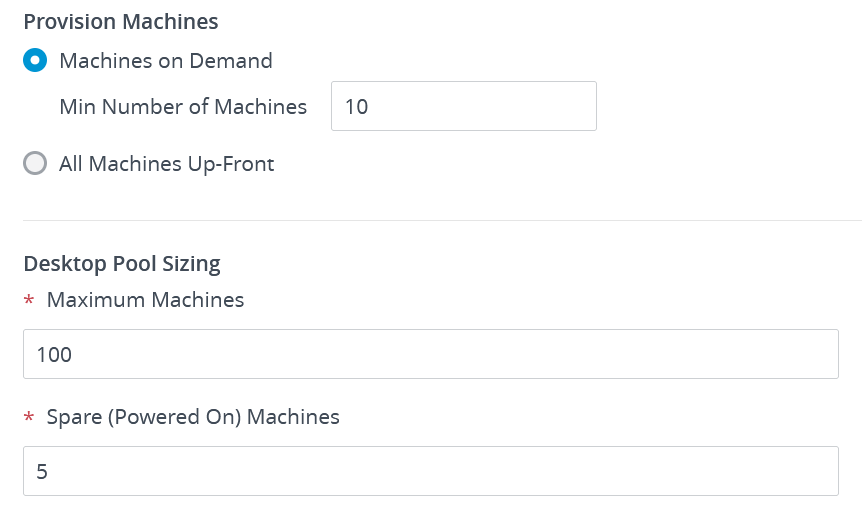 Provision Machines
Machines on Demand
Min Number of Machines 10
All Machines Up-Front
Desktop Pool Sizing
* Maximum Machines
100
* Spare (Powered On) Machines
5